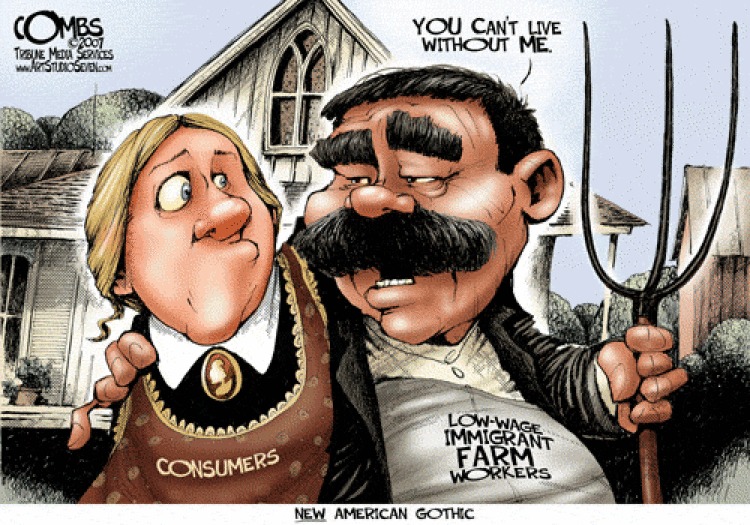 COMBS
©2007
TRIBUNE MEDIA SERVICES
WWW.ARTSTUDIOSEVEN.COM
YOU CAN'T LIVE
WITHOUT ME.
CONSUMERS
LOW-WAGE
IMMIGRANT
FARM
WORKERS
NEW AMERICAN GOTHIC